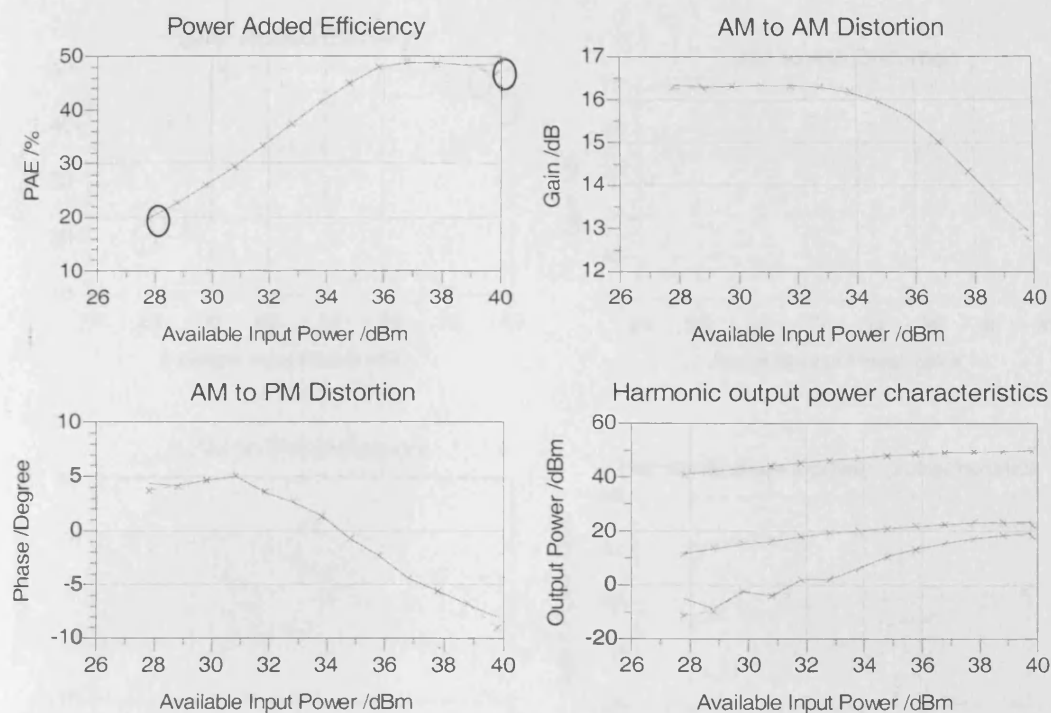 Power Added Efficiency
PAE /%
50
40
30
20
10
26 28 30 32 34 36 38 40
Available Input Power /dBm
AM to AM Distortion
Gain /dB
17
16
15
14
13
12
26 28 30 32 34 36 38 40
Available Input Power /dBm
AM to PM Distortion
Phase /Degree
10
5
0
-5
-10
26 28 30 32 34 36 38 40
Available Input Power /dBm
Harmonic output power characteristics
Output Power /dBm
60
40
20
0
-20
26 28 30 32 34 36 38 40
Available Input Power /dBm